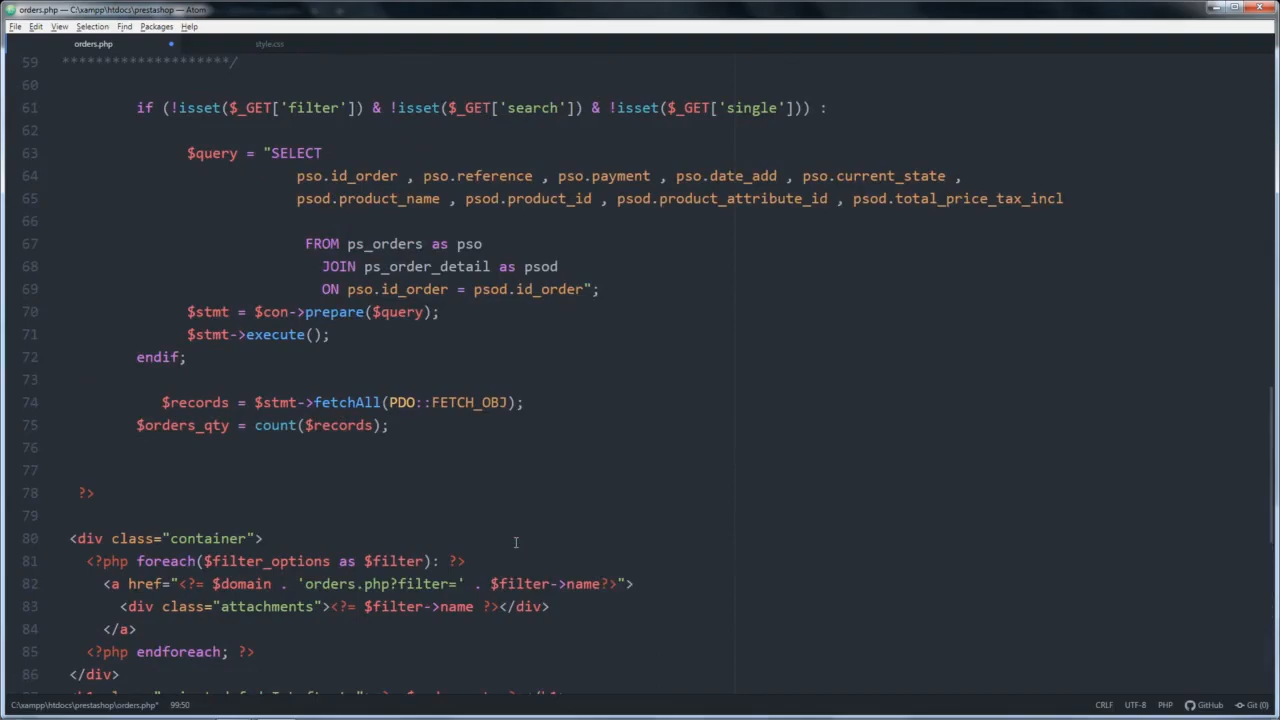 orders.php — C:\xampp\htdocs\prestashop — Atom
File Edit View Selection Find Packages Help
orders.php style.css
59 ********************/
60
61 if (!isset($_GET['filter']) & !isset($_GET['search']) & !isset($_GET['single'])) :
62
63 $query = "SELECT
64 pso.id_order , pso.reference , pso.payment , pso.date_add , pso.current_state ,
65 psod.product_name , psod.product_id , psod.product_attribute_id , psod.total_price_tax_incl
66
67 FROM ps_orders as pso
68 JOIN ps_order_detail as psod
69 ON pso.id_order = psod.id_order";
70 $stmt = $con->prepare($query);
71 $stmt->execute();
72 endif;
73
74 $records = $stmt->fetchAll(PDO::FETCH_OBJ);
75 $orders_qty = count($records);
76
77
78 ?>
79
80 <div class="container">
81 <?php foreach($filter_options as $filter): ?>
82 <a href="<?= $domain . 'orders.php?filter=' . $filter->name?>">
83 <div class="attachments"><?= $filter->name ?></div>
84 </a>
85 <?php endforeach; ?>
86 </div>
C:\xampp\htdocs\prestashop\orders.php* 99:50 CRLF UTF-8 PHP GitHub Git (0)